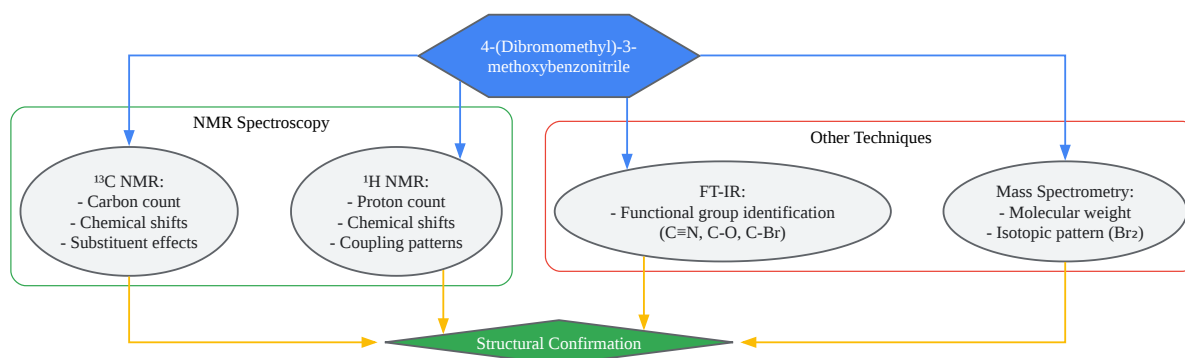 4-(Dibromomethyl)-3-
methoxybenzonitrile
NMR Spectroscopy
Other Techniques
¹³C NMR:
- Carbon count
- Chemical shifts
- Substituent effects
¹H NMR:
- Proton count
- Chemical shifts
- Coupling patterns
FT-IR:
- Functional group identification
(C≡N, C-O, C-Br)
Mass Spectrometry:
- Molecular weight
- Isotopic pattern (Br₂)
Structural Confirmation